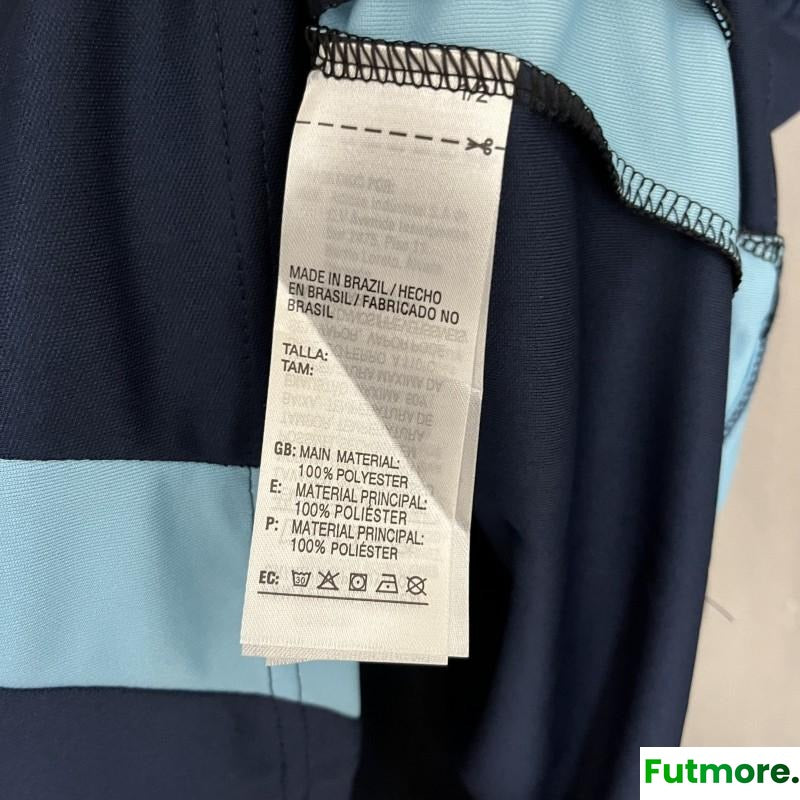 1/2
MADE IN BRAZIL / HECHO
EN BRASIL / FABRICADO NO
BRASIL
TALLA:
TAM:
GB: MAIN MATERIAL:
100% POLYESTER
E: MATERIAL PRINCIPAL:
100% POLIÉSTER
P: MATERIAL PRINCIPAL:
100% POLIÉSTER
EC: 30
Futmore.